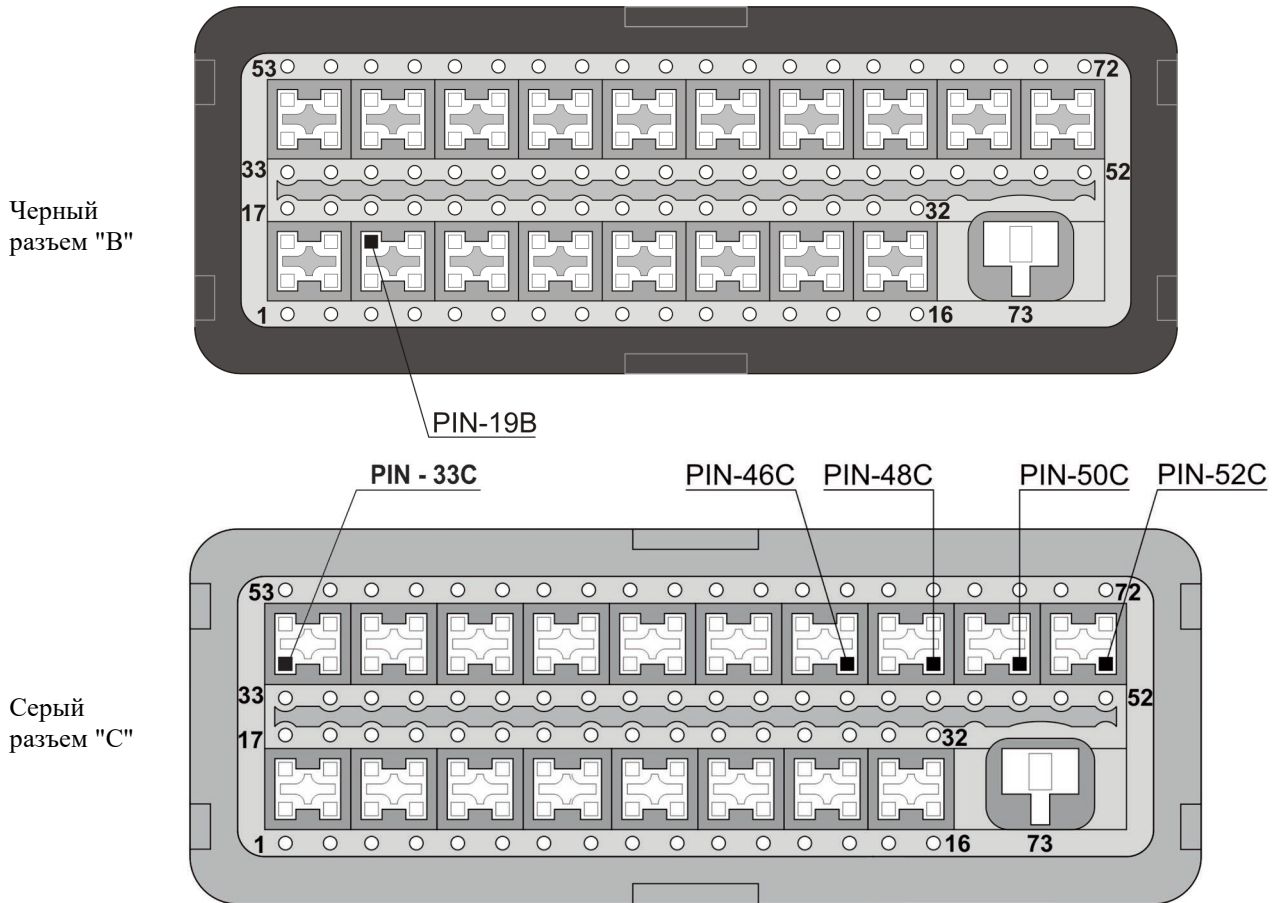 53
72
33
52
Черный
разъем "В"
17
32
1
16
73
PIN-19B
PIN - 33C
PIN-46C
PIN-48C
PIN-50C
PIN-52C
53
72
33
52
Серый
разъем "С"
17
32
1
16
73